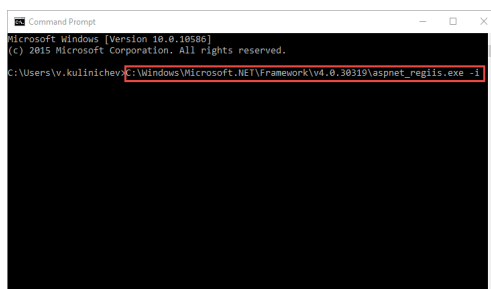 Command Prompt
Microsoft Windows [Version 10.0.10586]
(c) 2015 Microsoft Corporation. All rights reserved.
C:\Users\v.kulinichev>C:\Windows\Microsoft.NET\Framework\v4.0.30319\aspnet_regiis.exe -i